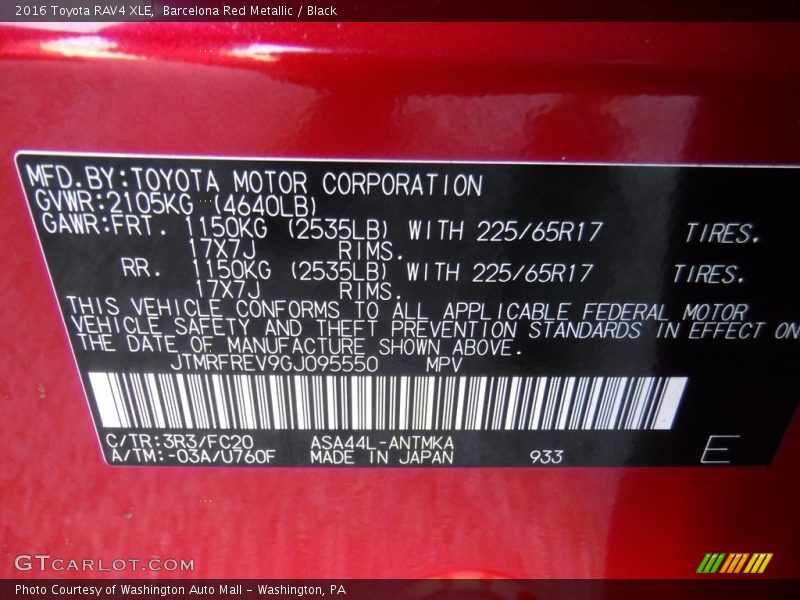 2016 Toyota RAV4 XLE,  Barcelona Red Metallic / Black
MFD.BY:TOYOTA MOTOR CORPORATION
GVWR:2105KG (4640LB)
GAWR:FRT. 1150KG (2535LB) WITH 225/65R17 TIRES.
17X7J RIMS.
RR. 1150KG (2535LB) WITH 225/65R17 TIRES.
17X7J RIMS.
THIS VEHICLE CONFORMS TO ALL APPLICABLE FEDERAL MOTOR
VEHICLE SAFETY AND THEFT PREVENTION STANDARDS IN EFFECT ON
THE DATE OF MANUFACTURE SHOWN ABOVE.
JTMRFREV9GJ095550 MPV
C/TR:3R3/FC20 ASA44L-ANTMKA
A/TM:-03A/U760F MADE IN JAPAN 933 E
GTCARLOT.COM
Photo Courtesy of Washington Auto Mall - Washington, PA